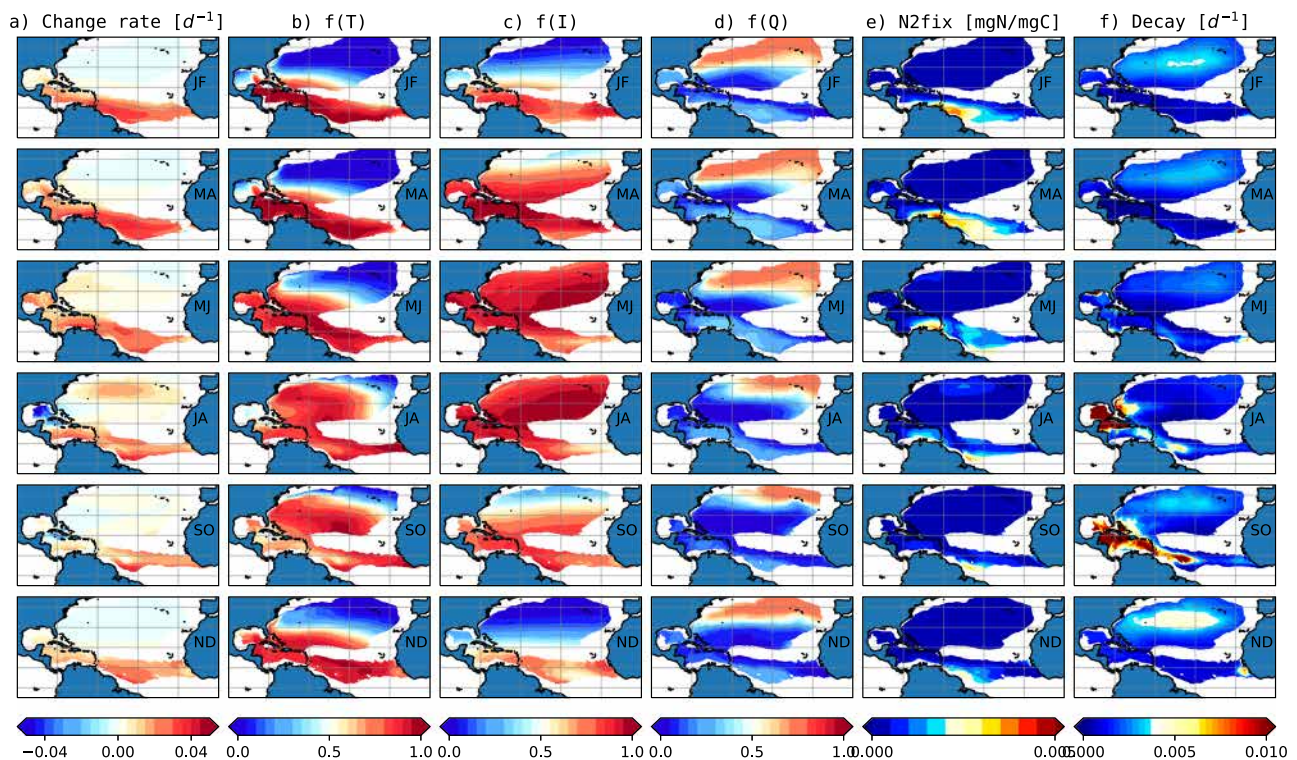 a) Change rate [d⁻¹] b) f(T) c) f(I) d) f(Q) e) N2fix [mgN/mgC] f) Decay [d⁻¹]
JF JF JF JF JF JF
MA MA MA MA MA MA
MJ MJ MJ MJ MJ MJ
JA JA JA JA JA JA
SO SO SO SO SO SO
ND ND ND ND ND ND
−0.04 0.00 0.04 0.0 0.5 1.0 0.0 0.5 1.0 0.0 0.5 1.0 0.000 0.005 0.000 0.005 0.010